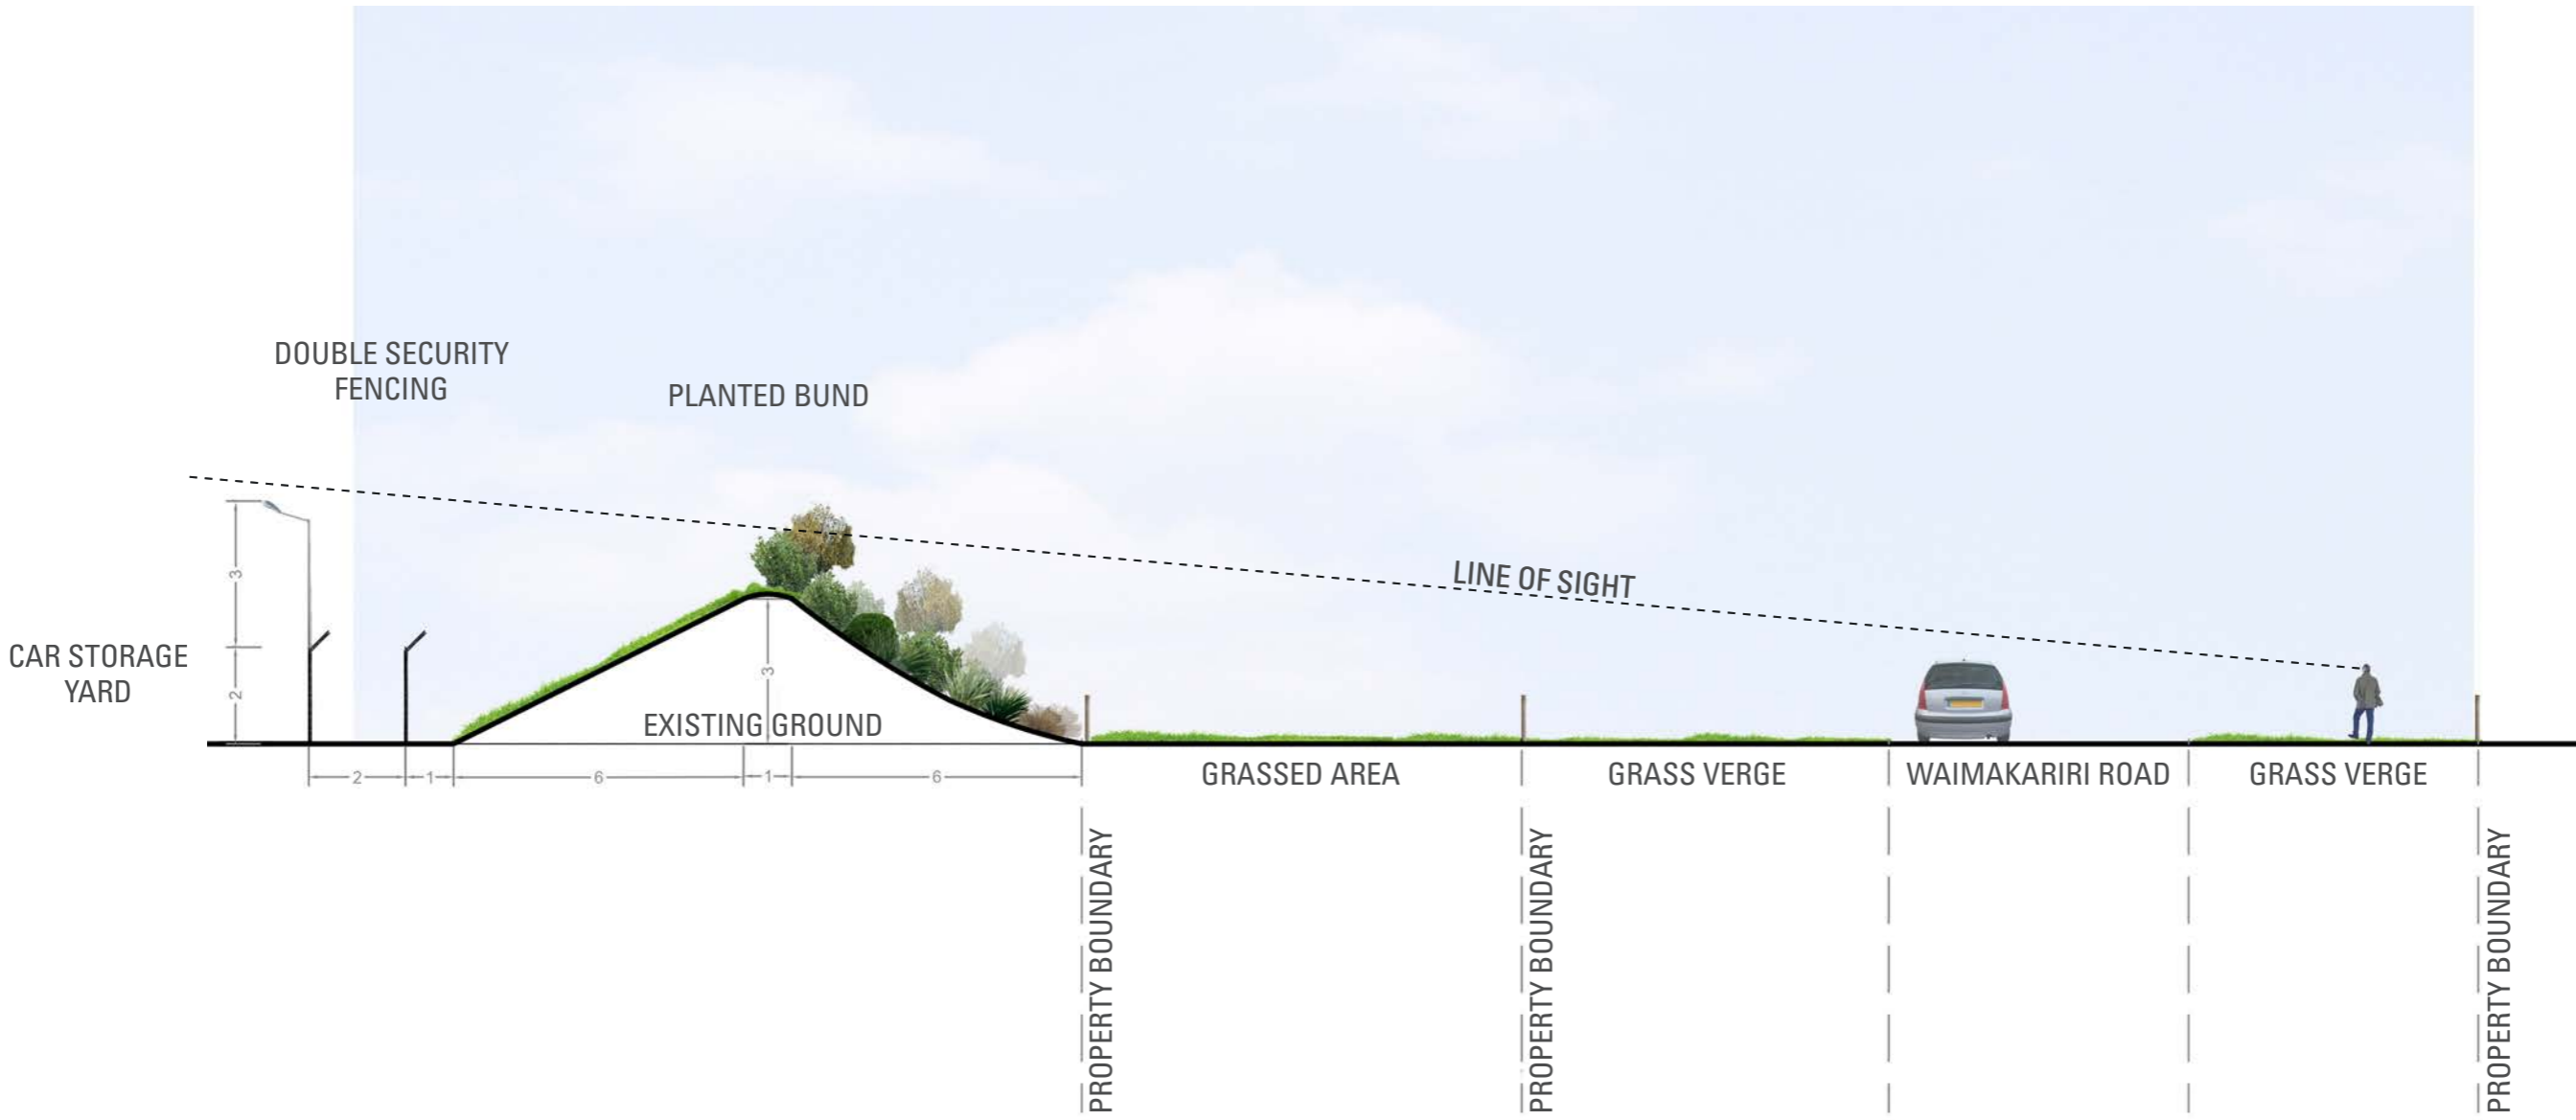 DOUBLE SECURITY
FENCING
PLANTED BUND
LINE OF SIGHT
3
CAR STORAGE
YARD
2
3
EXISTING GROUND
2
1
6
1
6
GRASSED AREA
GRASS VERGE
WAIMAKARIRI ROAD
GRASS VERGE
PROPERTY BOUNDARY
PROPERTY BOUNDARY
PROPERTY BOUNDARY